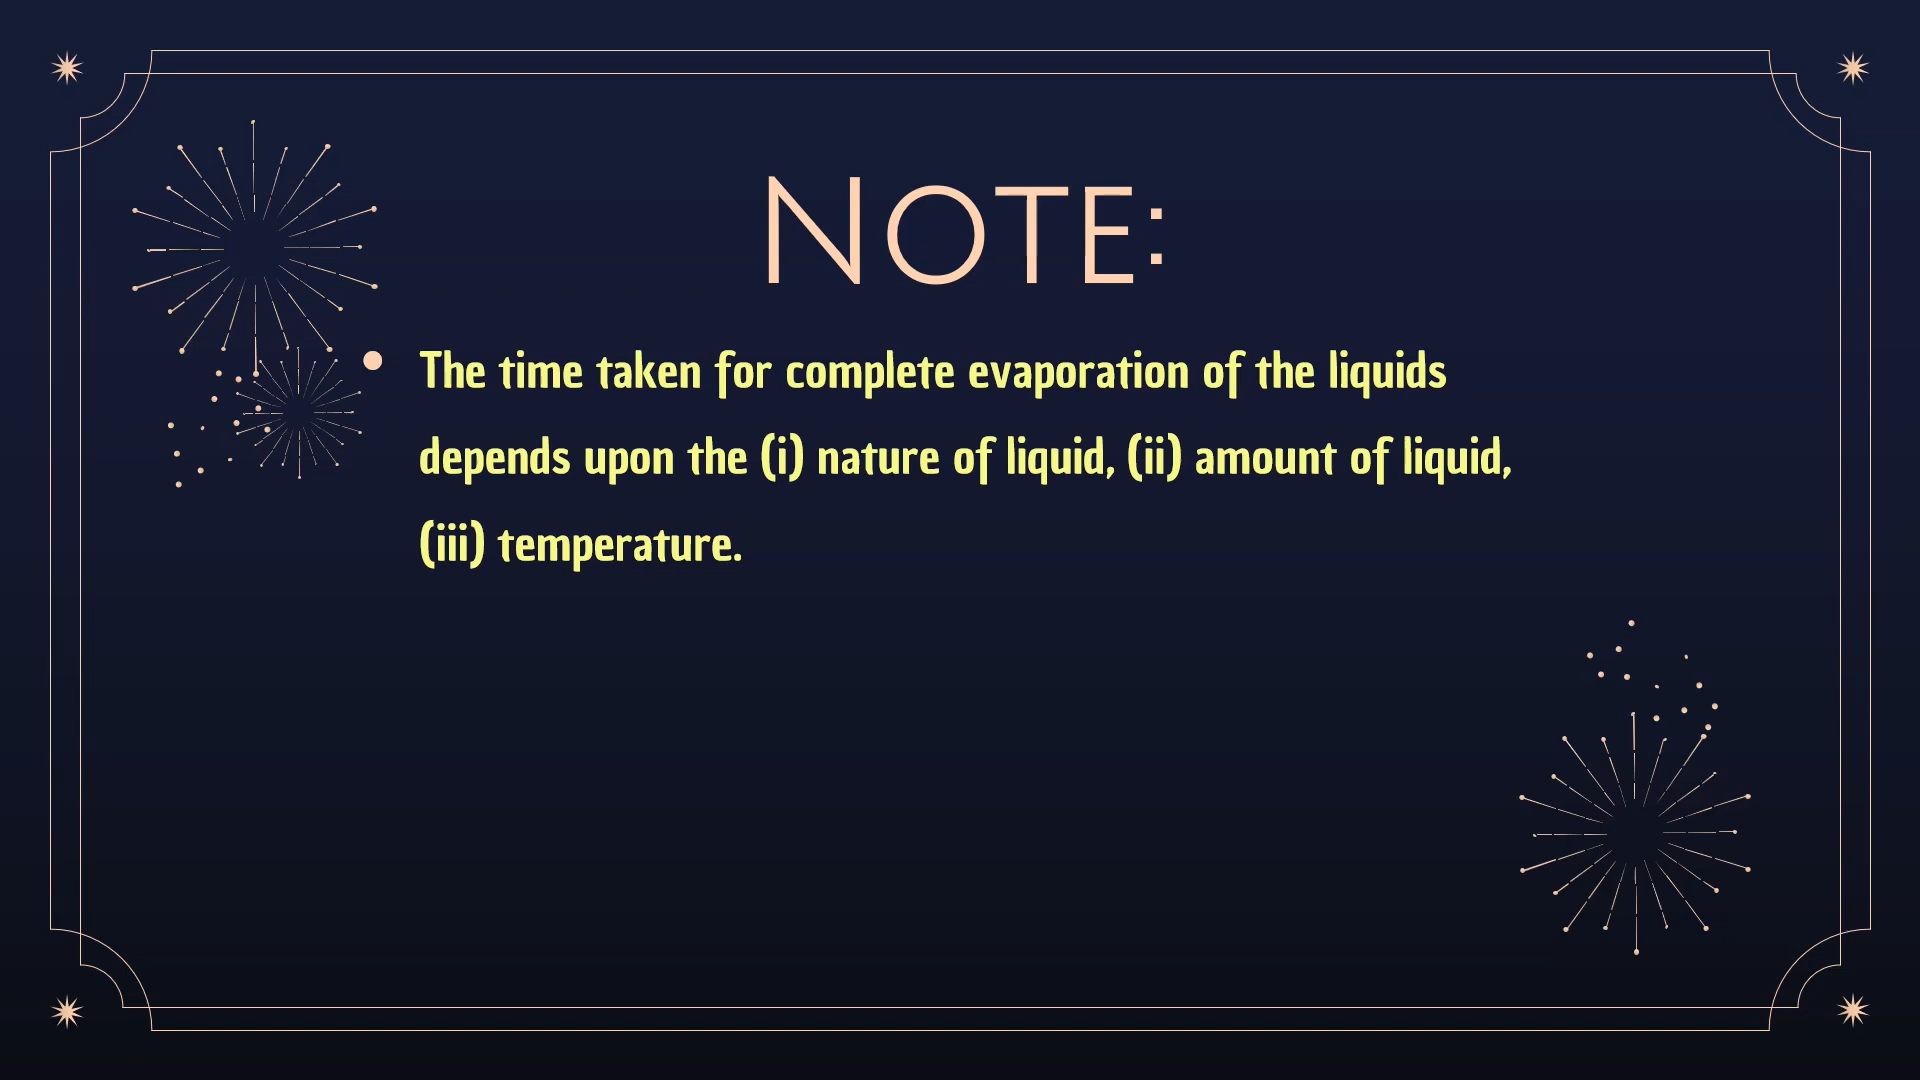 NOTE:
• The time taken for complete evaporation of the liquids
depends upon the (i) nature of liquid, (ii) amount of liquid,
(iii) temperature.